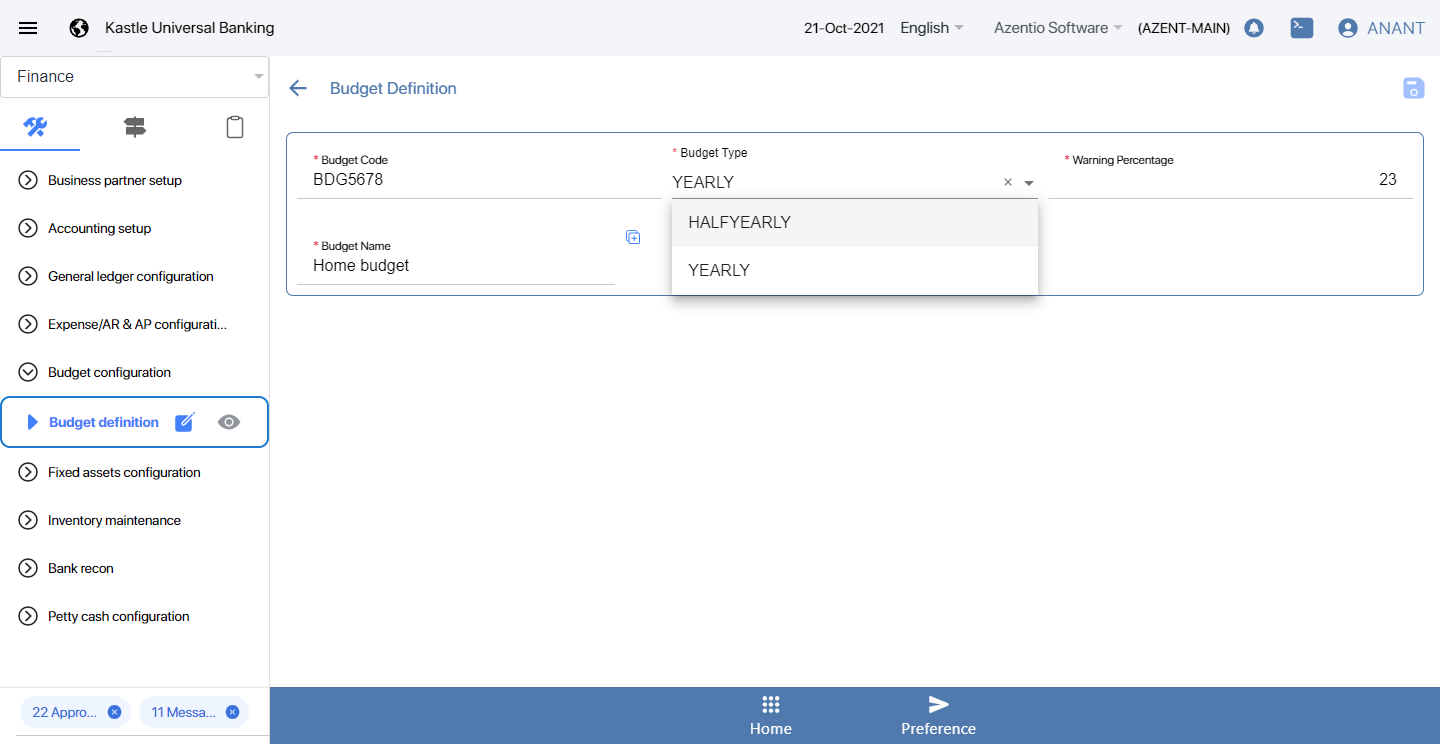 Kastle Universal Banking
21-Oct-2021
English
Azentio Software
(AZENT-MAIN)
ANANT
Finance
Business partner setup
Accounting setup
General ledger configuration
Expense/AR & AP configurati...
Budget configuration
Budget definition
Fixed assets configuration
Inventory maintenance
Bank recon
Petty cash configuration
22 Appro...
11 Messa...
Budget Definition
* Budget Code
BDG5678
* Budget Type
YEARLY
HALFYEARLY
YEARLY
* Warning Percentage
23
* Budget Name
Home budget
Home
Preference